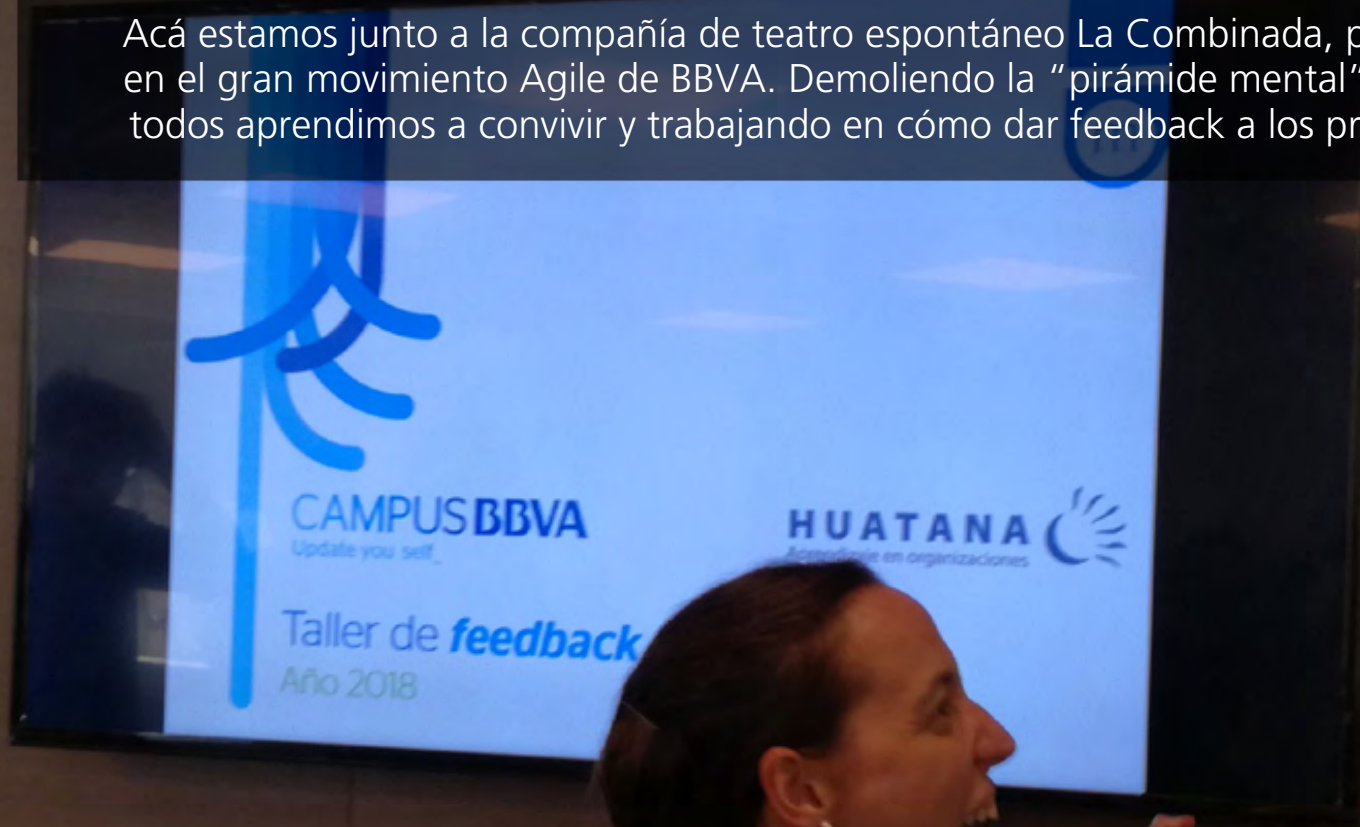 Acá estamos junto a la compañía de teatro espontáneo La Combinada, p
en el gran movimiento Agile de BBVA. Demoliendo la “pirámide mental”
todos aprendimos a convivir y trabajando en cómo dar feedback a los pr
CAMPUS BBVA
Update you self_
HUATANA
Aprendizaje en organizaciones
Taller de feedback
Año 2018